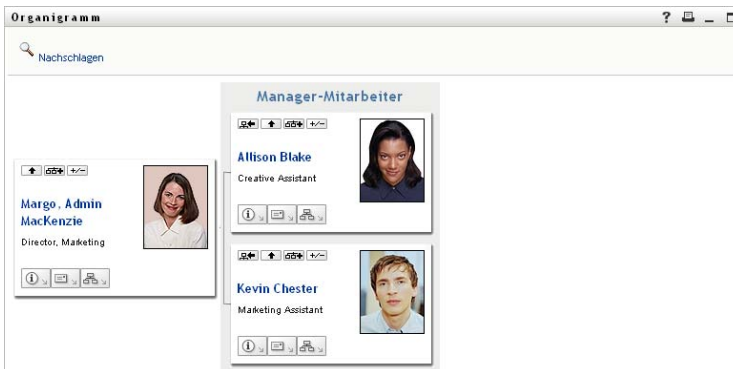 Organigramm
Nachschlagen
Manager-Mitarbeiter
Margo, Admin
MacKenzie
Director, Marketing
Allison Blake
Creative Assistant
Kevin Chester
Marketing Assistant